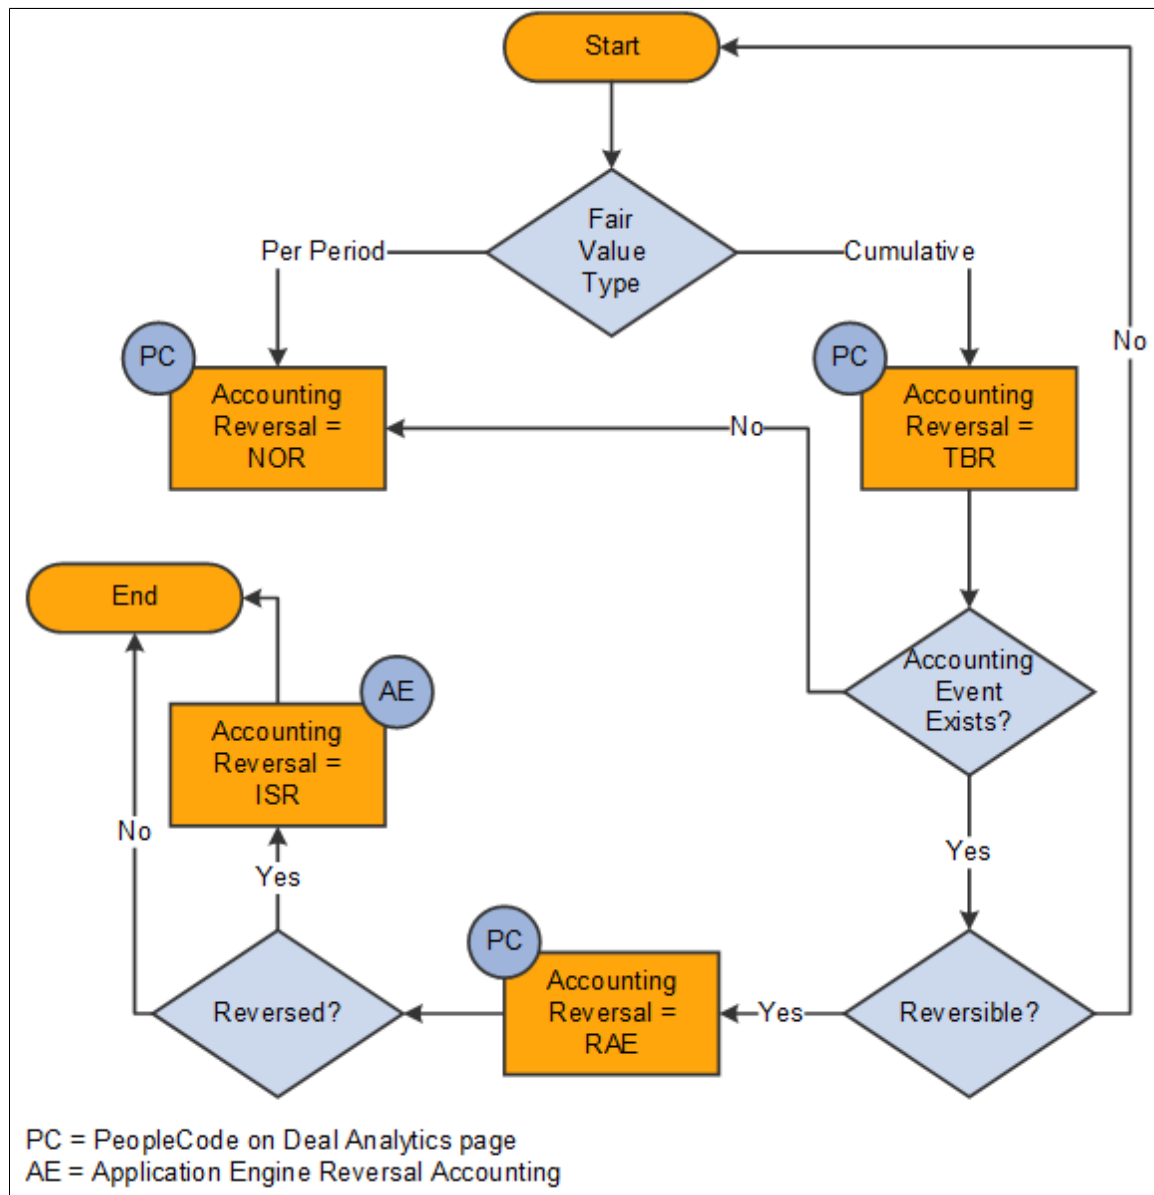 Start
Fair
Value
Type
Per Period
Cumulative
No
PC
Accounting
Reversal =
NOR
No
PC
Accounting
Reversal =
TBR
End
Accounting
Event
Exists?
AE
Accounting
Reversal =
ISR
No
Yes
Yes
Reversed?
PC
Accounting
Reversal =
RAE
Yes
Reversible?
PC = PeopleCode on Deal Analytics page
AE = Application Engine Reversal Accounting